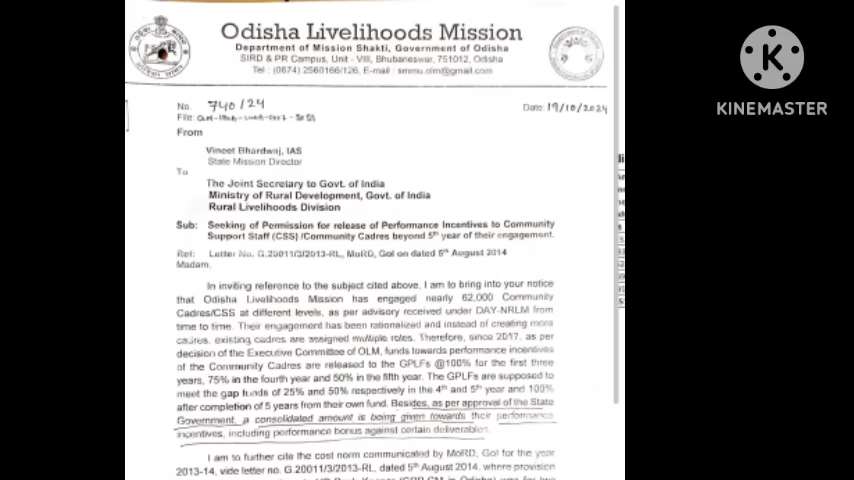 Odisha Livelihoods Mission
Department of Mission Shakti, Government of Odisha
SIRD & PR Campus, Unit - VIII, Bhubaneswar, 751012, Odisha
Tel : (0674) 2560166/126, E-mail : smmu.olm@gmail.com
No. 740/24
Date: 19/10/2024
File:
From
Vineet Bhardwaj, IAS
State Mission Director
To
The Joint Secretary to Govt. of India
Ministry of Rural Development, Govt. of India
Rural Livelihoods Division
Sub: Seeking of Permission for release of Performance Incentives to Community
Support Staff (CSS) /Community Cadres beyond 5th year of their engagement.
Ref: Letter No. G.20011/3/2013-RL, MoRD, GoI on dated 5th August 2014
Madam,
In inviting reference to the subject cited above, I am to bring into your notice
that Odisha Livelihoods Mission has engaged nearly 62,000 Community
Cadres/CSS at different levels, as per advisory received under DAY-NRLM from
time to time. Their engagement has been rationalized and instead of creating more
cadres, existing cadres are assigned multiple roles. Therefore, since 2017, as per
decision of the Executive Committee of OLM, funds towards performance incentives
of the Community Cadres are released to the GPLFs @100% for the first three
years, 75% in the fourth year and 50% in the fifth year. The GPLFs are supposed to
meet the gap funds of 25% and 50% respectively in the 4th and 5th year and 100%
after completion of 5 years from their own fund. Besides, as per approval of the State
Government, a consolidated amount is being given towards their performance
incentives, including performance bonus against certain deliverables.
I am to further cite the cost norm communicated by MoRD, GoI for the year
2013-14, vide letter no. G.20011/3/2013-RL, dated 5th August 2014, where provision
KINEMASTER